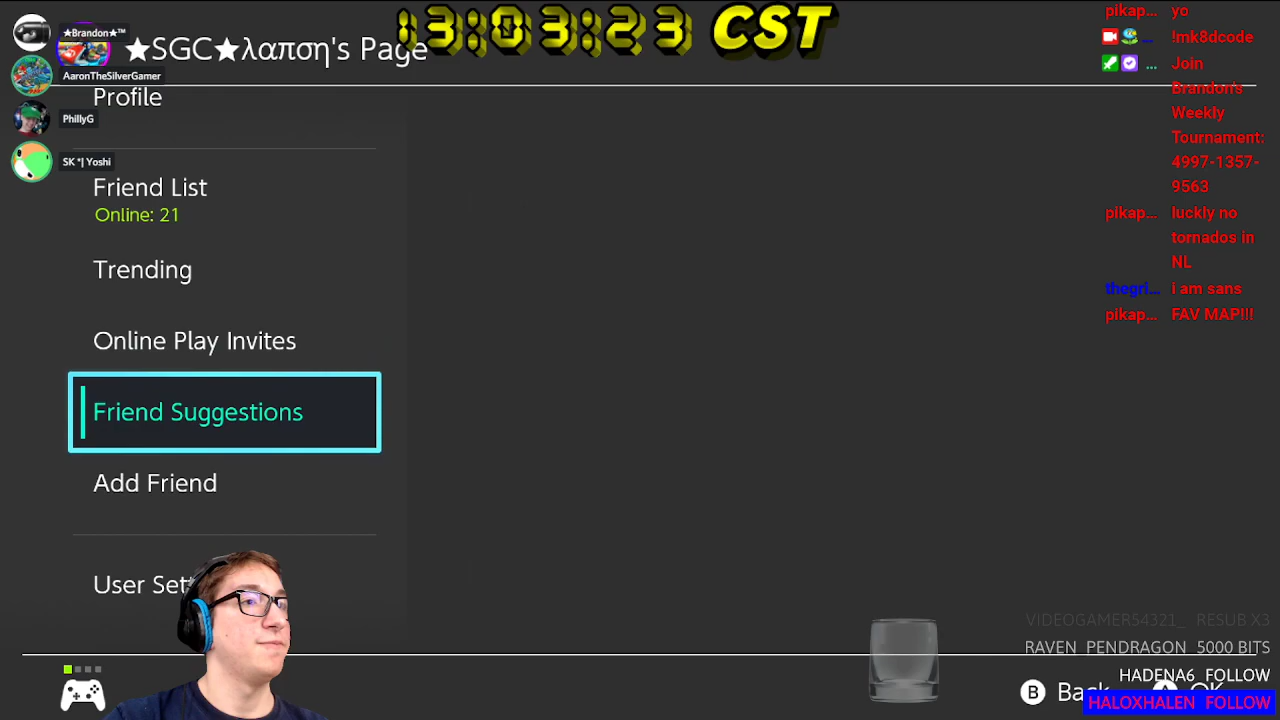 13:03:23 CST
★Brandon★™
★SGC★λαπση's Page
AaronTheSilverGamer
Profile
PhillyG
SK *| Yoshi
Friend List
Online: 21
Trending
Online Play Invites
Friend Suggestions
Add Friend
User Set
pikap... yo
!mk8dcode
... Join
Brandon's
Weekly
Tournament:
4997-1357-
9563
pikap... luckly no
tornados in
NL
thegri... i am sans
pikap... FAV MAP!!!
VIDEOGAMER54321_ RESUB X3
RAVEN_PENDRAGON 5000 BITS
HADENA6_ FOLLOW
B Back A OK
HALOXHALEN FOLLOW